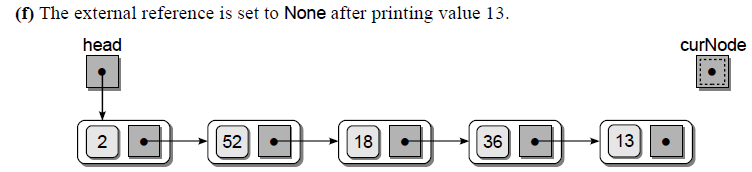 (f) The external reference is set to None after printing value 13.
head curNode
2 52 18 36 13